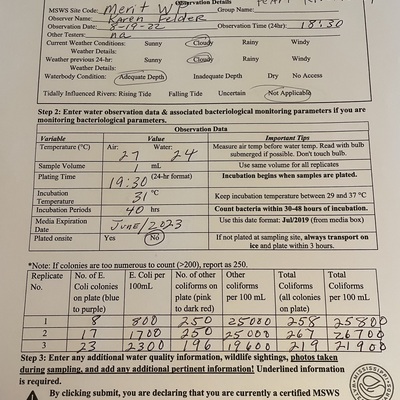 Observation Details
MSWS Site Code: Merit WP Group Name:
Observer Name: Karen Felder
Observation Date: 8-19-22 Observation Time (24hr): 18:30
Other Testers: na
Current Weather Conditions: Sunny Cloudy Rainy Windy
Weather Details:
Weather previous 24-hr: Sunny Cloudy Rainy Windy
Weather Details:
Waterbody Condition: Adequate Depth Inadequate Depth Dry No Access
Tidally Influenced Rivers: Rising Tide Falling Tide Uncertain Not Applicable
Step 2: Enter water observation data & associated bacteriological monitoring parameters if you are
monitoring bacteriological parameters.
Observation Data
Variable Value Important Tips
Temperature (°C) Air: 27 Water: 24 Measure air temp before water temp. Read with bulb
submerged if possible. Don't touch bulb.
Sample Volume 1 mL Use same volume for all replicates
Plating Time 19:30 (24-hr format) Incubation begins when samples are plated.
Incubation
Temperature 31 °C Keep incubation temperature between 29 and 37 °C
Incubation Periods 40 hrs Count bacteria within 30-48 hours of incubation.
Media Expiration
Date June/2023 Use this date format: Jul/2019 (from media box)
Plated onsite Yes No If not plated at sampling site, always transport on
ice and plate within 3 hours.
*Note: If colonies are too numerous to count (>200), report as 250.
Replicate
No. No. of E.
Coli colonies
on plate (blue
to purple) E. Coli per
100mL No. of other
coliforms on
plate (pink
to dark red) Other
coliforms
per 100 mL Total
Coliforms
(all colonies
on plate) Total
Coliforms
per 100 mL
1 8 800 250 25000 258 25800
2 17 1700 250 25000 267 26700
3 23 2300 196 19600 219 21900
Step 3: Enter any additional water quality information, wildlife sightings, photos taken
during sampling, and add any additional pertinent information! Underlined information
is required.
By clicking submit, you are declaring that you are currently a certified MSWS